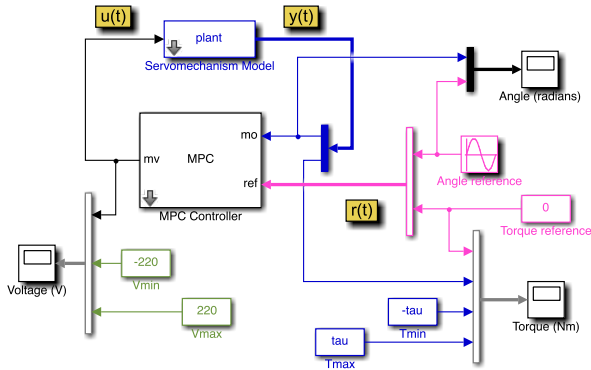 u(t)
y(t)
plant
Servomechanism Model
Angle (radians)
mo
MPC
mv
ref
MPC Controller
Angle reference
r(t)
0
Torque reference
-220
Vmin
Voltage (V)
220
Vmax
-tau
Tmin
Torque (Nm)
tau
Tmax